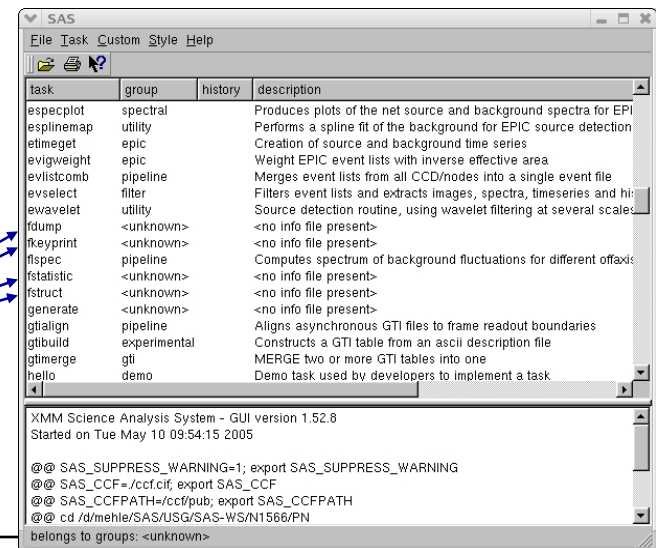 SAS
File Task Custom Style Help
task group history description
especplot spectral Produces plots of the net source and background spectra for EPI
esplinemap utility Performs a spline fit of the background for EPIC source detection
etimeget epic Creation of source and background time series
evigweight epic Weight EPIC event lists with inverse effective area
evlistcomb pipeline Merges event lists from all CCD/nodes into a single event file
evselect filter Filters event lists and extracts images, spectra, timeseries and his
ewavelet utility Source detection routine, using wavelet filtering at several scales
fdump <unknown> <no info file present>
fkeyprint <unknown> <no info file present>
flspec pipeline Computes spectrum of background fluctuations for different offaxis
fstatistic <unknown> <no info file present>
fstruct <unknown> <no info file present>
generate <unknown> <no info file present>
gtialign pipeline Aligns asynchronous GTI files to frame readout boundaries
gtibuild experimental Constructs a GTI table from an ascii description file
gtimerge gti MERGE two or more GTI tables into one
hello demo Demo task used by developers to implement a task
XMM Science Analysis System - GUI version 1.52.8
Started on Tue May 10 09:54:15 2005
@@ SAS_SUPPRESS_WARNING=1; export SAS_SUPPRESS_WARNING
@@ SAS_CCF=./ccf.cif; export SAS_CCF
@@ SAS_CCFPATH=/ccf/pub; export SAS_CCFPATH
@@ cd /d/mehle/SAS/USG/SAS-WS/N1566/PN
belongs to groups: <unknown>